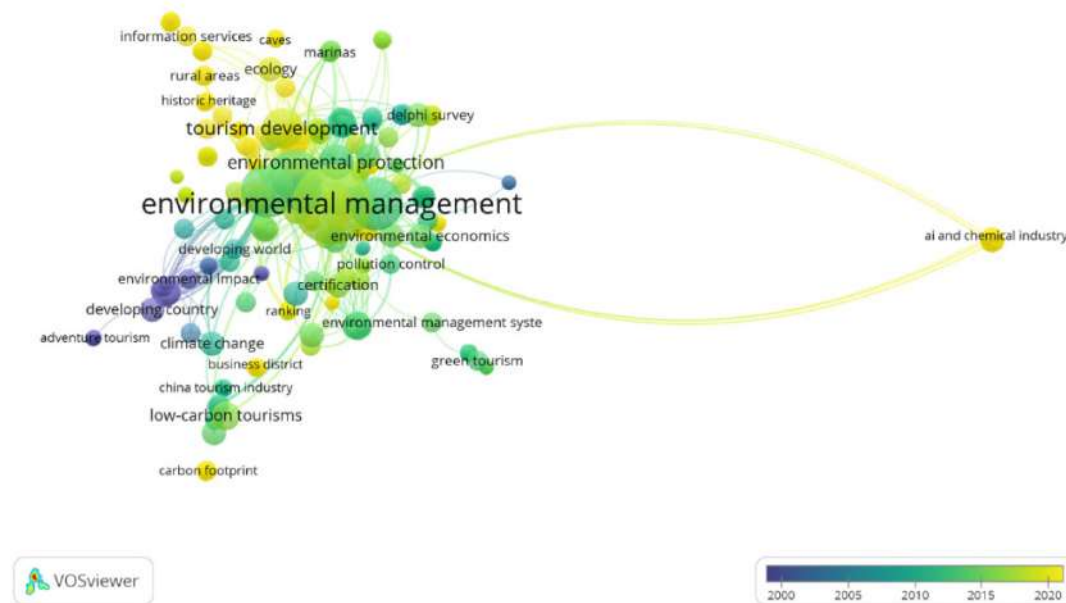 information services
caves
marinas
rural areas
ecology
historic heritage
delphi survey
tourism development
environmental protection
environmental management
ai and chemical industry
environmental economics
developing world
pollution control
environmental impact
certification
developing country
ranking
environmental management syste
adventure tourism
climate change
green tourism
business district
china tourism industry
low-carbon tourisms
carbon footprint
VOSviewer
2000 2005 2010 2015 2020